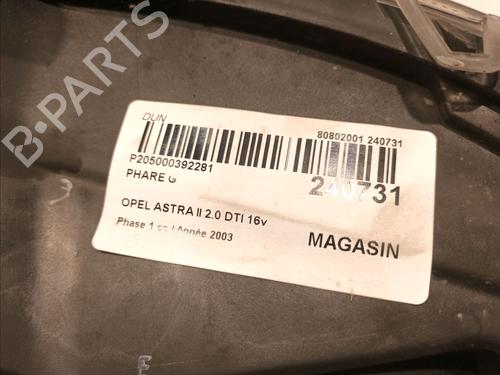 B-PARTS
DUN
80802001 240731
P205000392281
PHARE G
240731
OPEL ASTRA II 2.0 DTI 16v
Phase 1 / Année 2003
MAGASIN